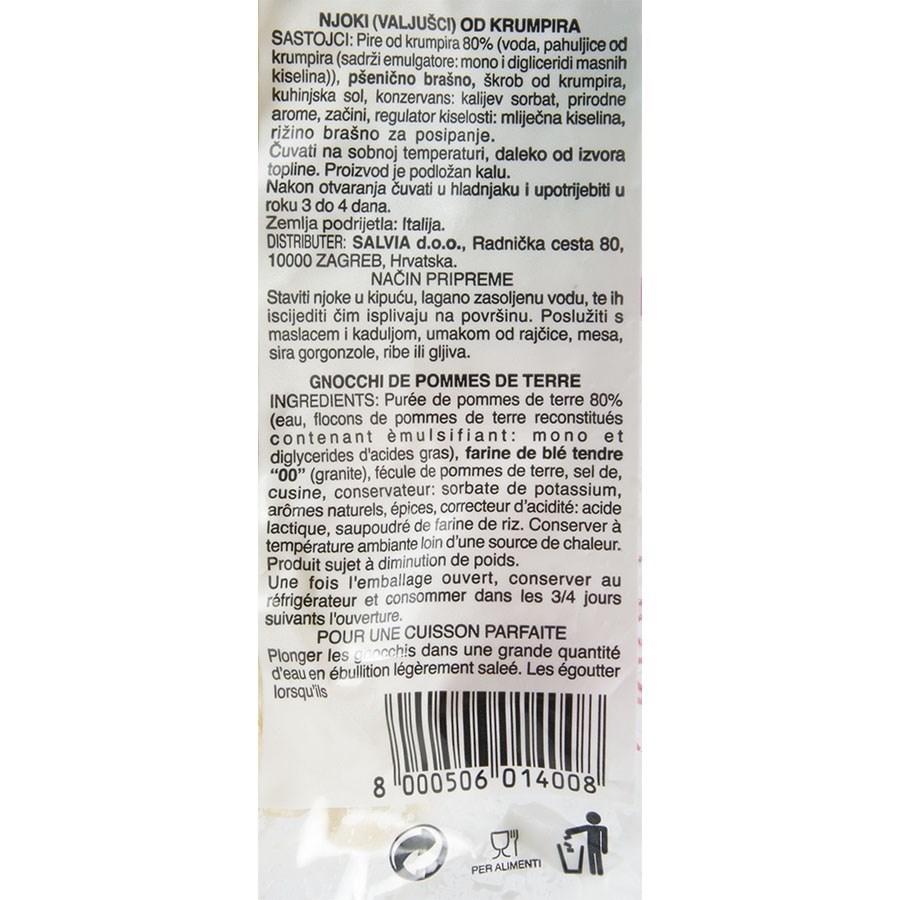 NJOKI (VALJUŠCI) OD KRUMPIRA
SASTOJCI: Pire od krumpira 80% (voda, pahuljice od
krumpira (sadrži emulgatore: mono i digliceridi masnih
kiselina)), pšenično brašno, škrob od krumpira,
kuhinjska sol, konzervans: kalijev sorbat, prirodne
arome, začini, regulator kiselosti: mliječna kiselina,
rižino brašno za posipanje.
Čuvati na sobnoj temperaturi, daleko od izvora
topline. Proizvod je podložan kalu.
Nakon otvaranja čuvati u hladnjaku i upotrijebiti u
roku 3 do 4 dana.
Zemlja podrijetla: Italija.
DISTRIBUTER: SALVIA d.o.o., Radnička cesta 80,
10000 ZAGREB, Hrvatska.
NAČIN PRIPREME
Staviti njoke u kipuću, lagano zasoljenu vodu, te ih
iscijediti čim isplivaju na površinu. Poslužiti s
maslacem i kaduljom, umakom od rajčice, mesa,
sira gorgonzole, ribe ili gljiva.
GNOCCHI DE POMMES DE TERRE
INGREDIENTS: Purée de pommes de terre 80%
(eau, flocons de pommes de terre reconstitués
contenant èmulsifiant: mono et
diglycerides d'acides gras), farine de blé tendre
“00” (granite), fécule de pommes de terre, sel de,
cusine, conservateur: sorbate de potassium,
arômes naturels, épices, correcteur d'acidité: acide
lactique, saupoudré de farine de riz. Conserver à
température ambiante loin d'une source de chaleur.
Produit sujet à diminution de poids.
Une fois l'emballage ouvert, conserver au
réfrigérateur et consommer dans les 3/4 jours
suivants l'ouverture.
POUR UNE CUISSON PARFAITE
Plonger les gnocchis dans une grande quantité
d'eau en ébullition légèrement saleé. Les égoutter
lorsqu'ils
8 000506 014008
PER ALIMENTI